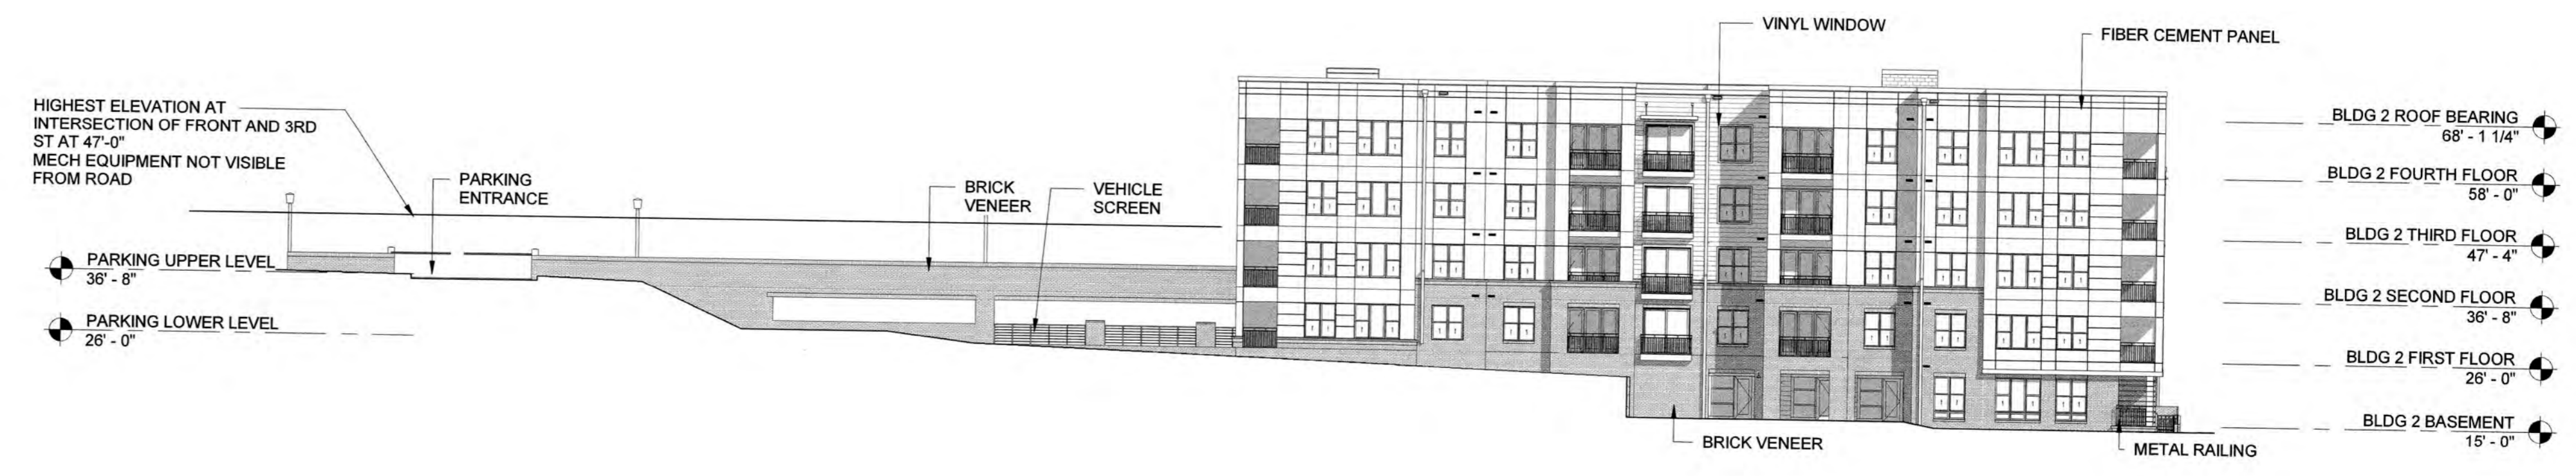 VINYL WINDOW
FIBER CEMENT PANEL
HIGHEST ELEVATION AT
INTERSECTION OF FRONT AND 3RD
ST AT 47'-0"
MECH EQUIPMENT NOT VISIBLE
FROM ROAD
PARKING
ENTRANCE
BRICK
VENEER
VEHICLE
SCREEN
PARKING UPPER LEVEL
36' - 8"
PARKING LOWER LEVEL
26' - 0"
BLDG 2 ROOF BEARING
68' - 1 1/4"
BLDG 2 FOURTH FLOOR
58' - 0"
BLDG 2 THIRD FLOOR
47' - 4"
BLDG 2 SECOND FLOOR
36' - 8"
BLDG 2 FIRST FLOOR
26' - 0"
BLDG 2 BASEMENT
15' - 0"
BRICK VENEER
METAL RAILING